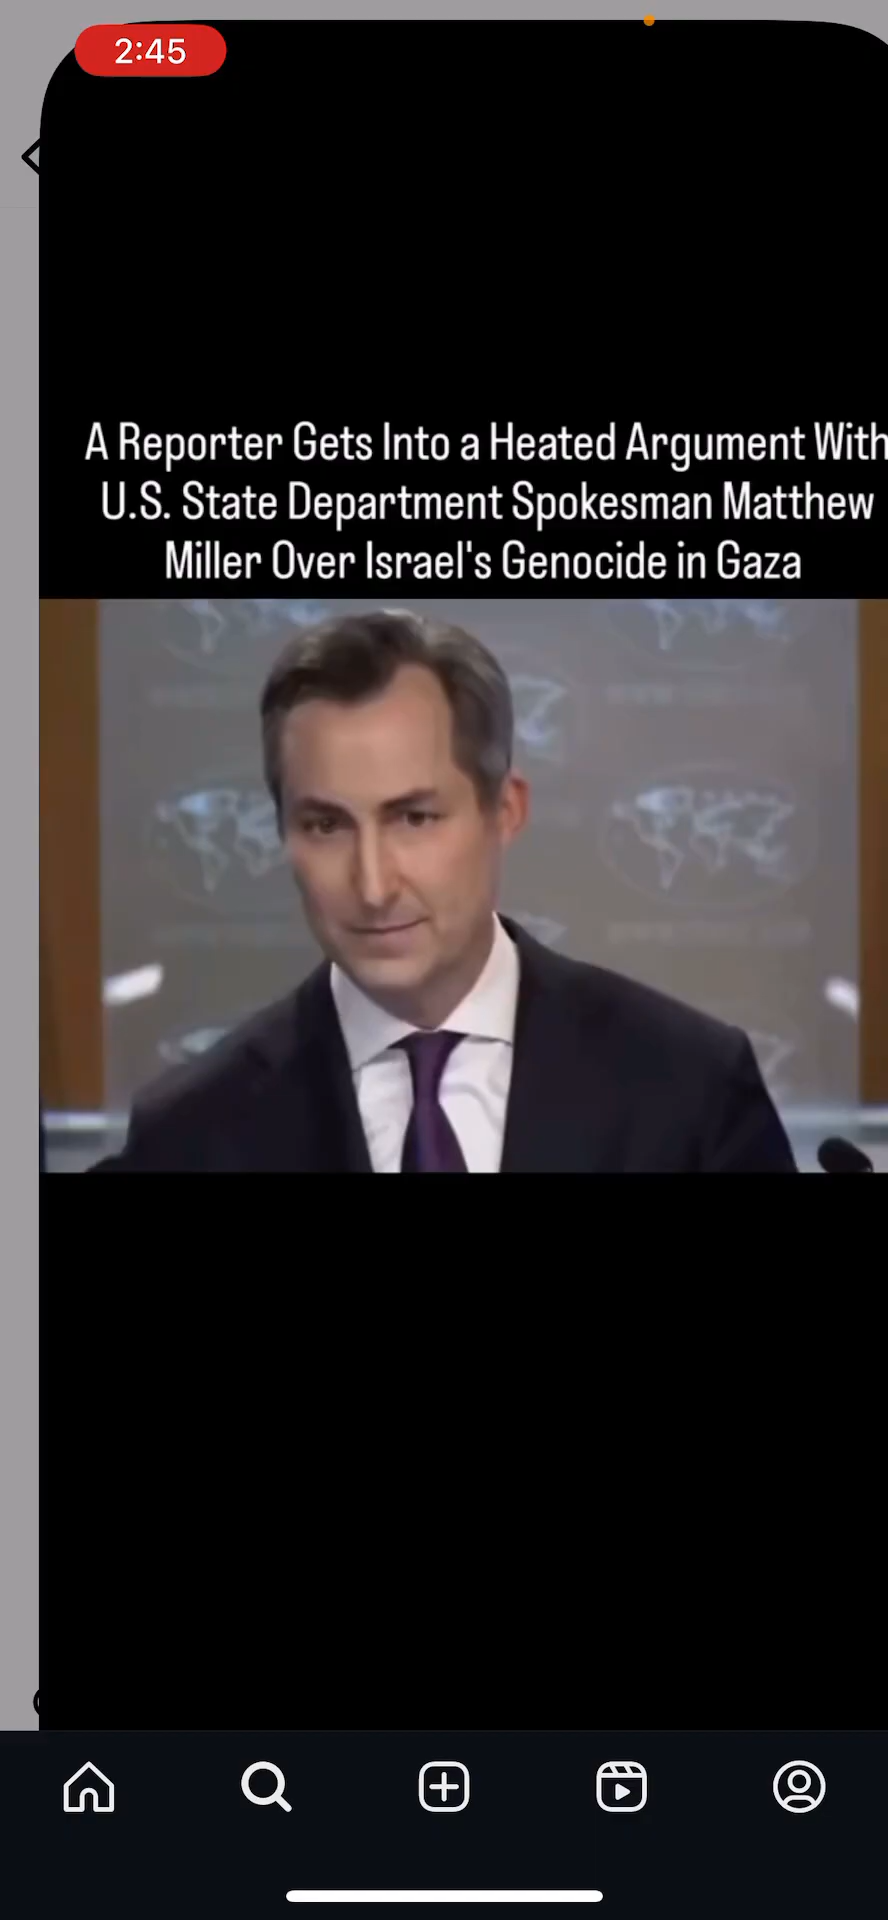 2:45
A Reporter Gets Into a Heated Argument With
U.S. State Department Spokesman Matthew
Miller Over Israel's Genocide in Gaza